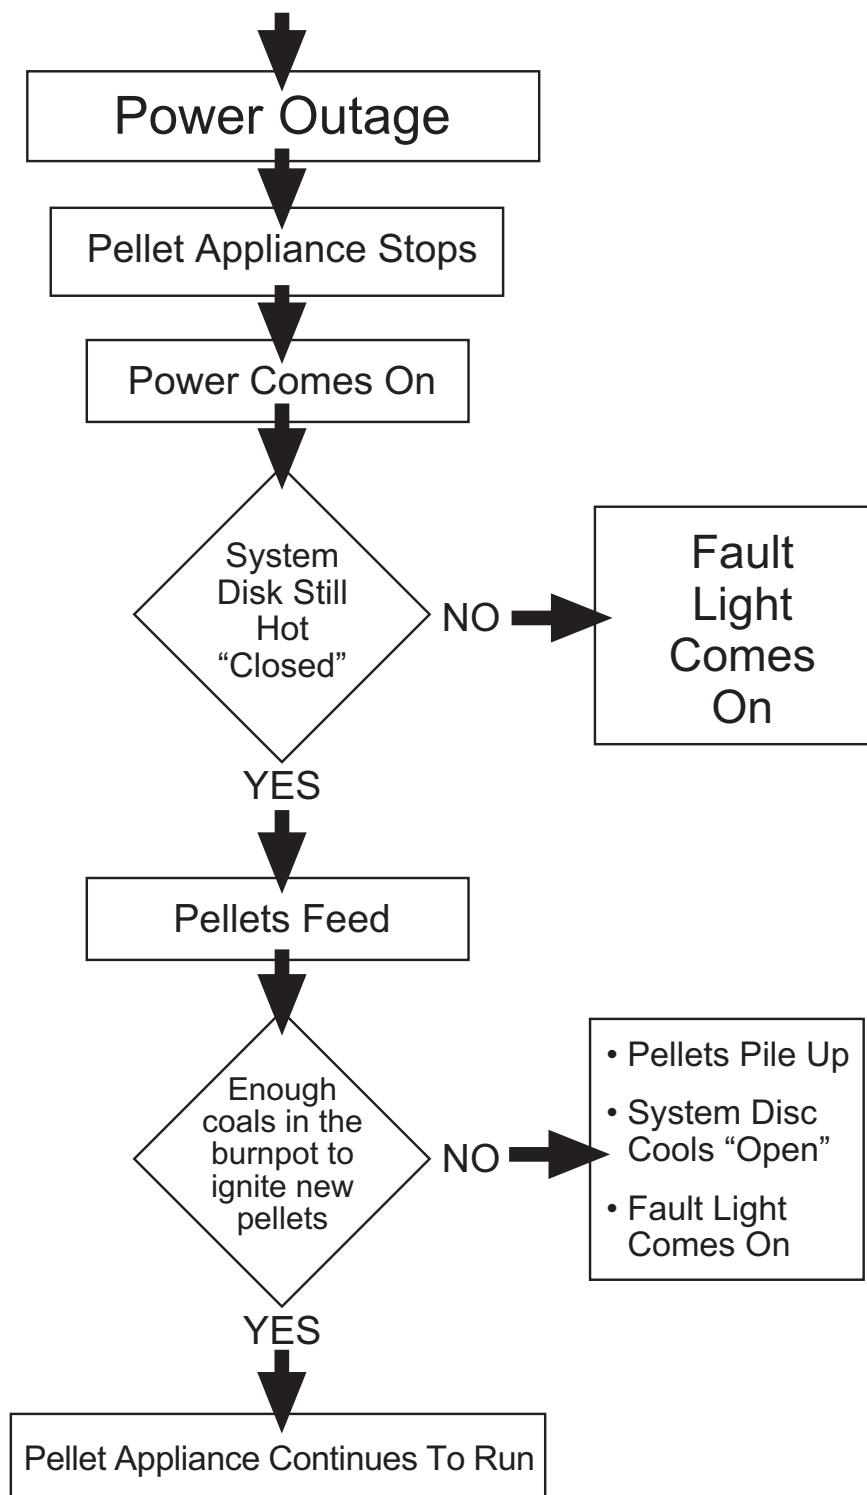 Power Outage
Pellet Appliance Stops
Power Comes On
System
Disk Still
Hot
“Closed”
NO
Fault
Light
Comes
On
YES
Pellets Feed
Enough
coals in the
burnpot to
ignite new
pellets
NO
• Pellets Pile Up
• System Disc
Cools “Open”
• Fault Light
Comes On
YES
Pellet Appliance Continues To Run